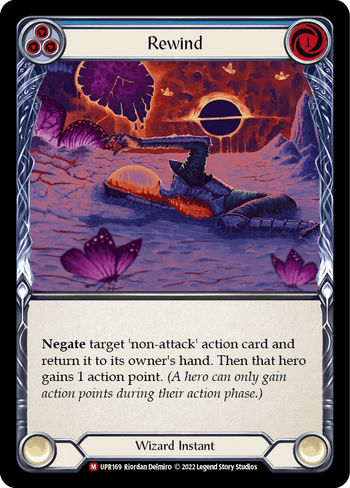 Rewind
1
Negate target 'non-attack' action card and
return it to its owner's hand. Then that hero
gains 1 action point. (A hero can only gain
action points during their action phase.)
Wizard Instant
M UPR169 Riordan Delmiro © 2022 Legend Story Studios